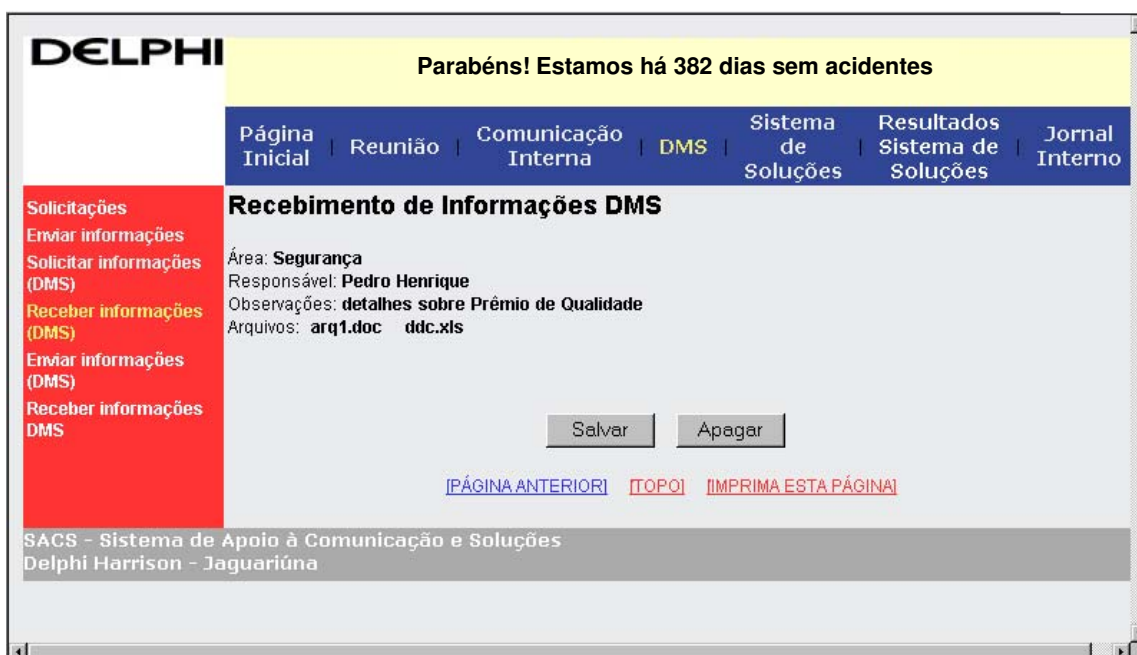 DELPHI
Parabéns! Estamos há 382 dias sem acidentes
Página Inicial | Reunião | Comunicação Interna | DMS | Sistema de Soluções | Resultados Sistema de Soluções | Jornal Interno
Solicitações
Enviar informações
Solicitar informações
(DMS)
Receber informações
(DMS)
Enviar informações
(DMS)
Receber informações
DMS
Recebimento de Informações DMS
Área: Segurança
Responsável: Pedro Henrique
Observações: detalhes sobre Prêmio de Qualidade
Arquivos: arq1.doc ddc.xls
Salvar Apagar
[PÁGINA ANTERIOR] [TOPO] [IMPRIMA ESTA PÁGINA]
SACS - Sistema de Apoio à Comunicação e Soluções
Delphi Harrison - Jaguariúna